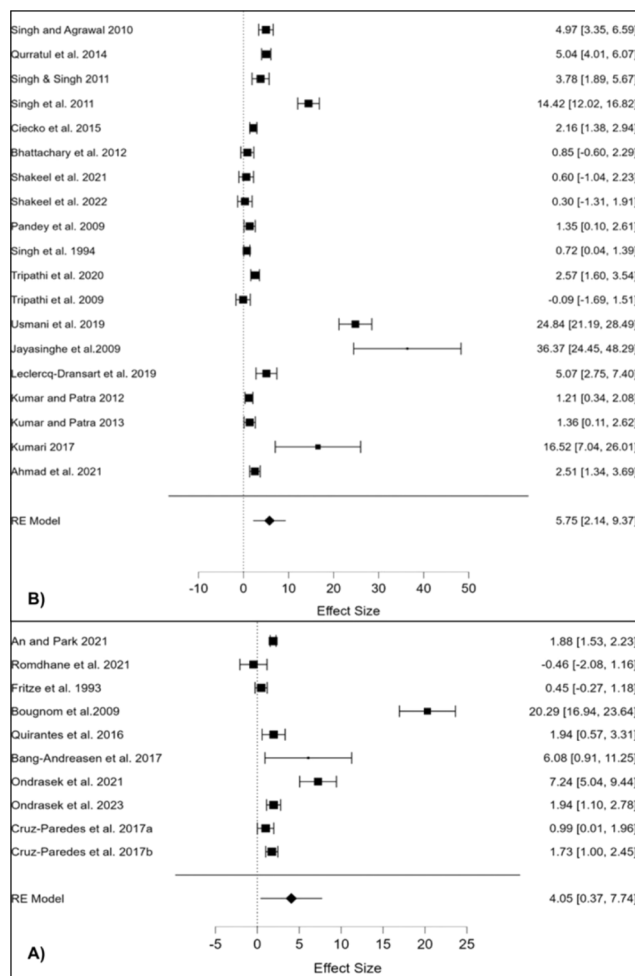 Singh and Agrawal 2010 4.97 [3.35, 6.59]
Qurratul et al. 2014 5.04 [4.01, 6.07]
Singh & Singh 2011 3.78 [1.89, 5.67]
Singh et al. 2011 14.42 [12.02, 16.82]
Ciecko et al. 2015 2.16 [1.38, 2.94]
Bhattachary et al. 2012 0.85 [-0.60, 2.29]
Shakeel et al. 2021 0.60 [-1.04, 2.23]
Shakeel et al. 2022 0.30 [-1.31, 1.91]
Pandey et al. 2009 1.35 [0.10, 2.61]
Singh et al. 1994 0.72 [0.04, 1.39]
Tripathi et al. 2020 2.57 [1.60, 3.54]
Tripathi et al. 2009 -0.09 [-1.69, 1.51]
Usmani et al. 2019 24.84 [21.19, 28.49]
Jayasinghe et al.2009 36.37 [24.45, 48.29]
Leclercq-Dransart et al. 2019 5.07 [2.75, 7.40]
Kumar and Patra 2012 1.21 [0.34, 2.08]
Kumar and Patra 2013 1.36 [0.11, 2.62]
Kumari 2017 16.52 [7.04, 26.01]
Ahmad et al. 2021 2.51 [1.34, 3.69]
RE Model 5.75 [2.14, 9.37]
-10 0 10 20 30 40 50
B) Effect Size
An and Park 2021 1.88 [1.53, 2.23]
Romdhane et al. 2021 -0.46 [-2.08, 1.16]
Fritze et al. 1993 0.45 [-0.27, 1.18]
Bougnom et al.2009 20.29 [16.94, 23.64]
Quirantes et al. 2016 1.94 [0.57, 3.31]
Bang-Andreasen et al. 2017 6.08 [0.91, 11.25]
Ondrasek et al. 2021 7.24 [5.04, 9.44]
Ondrasek et al. 2023 1.94 [1.10, 2.78]
Cruz-Paredes et al. 2017a 0.99 [0.01, 1.96]
Cruz-Paredes et al. 2017b 1.73 [1.00, 2.45]
RE Model 4.05 [0.37, 7.74]
-5 0 5 10 15 20 25
A) Effect Size